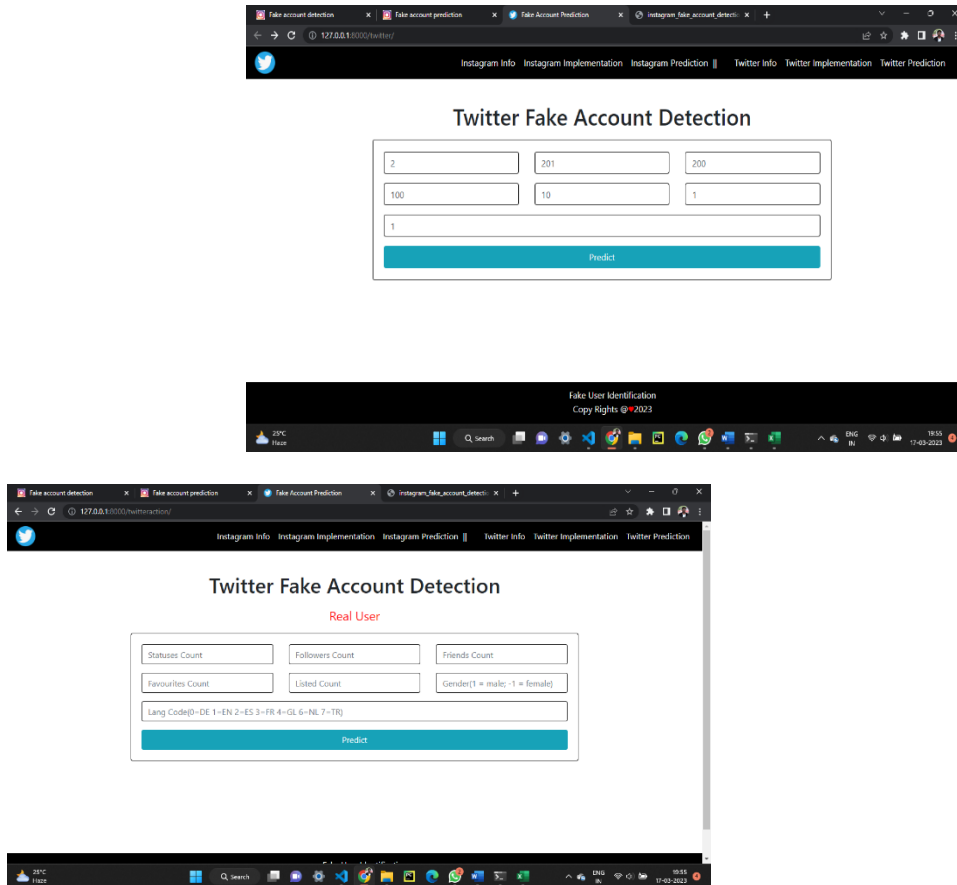 Fake account detection Fake account prediction Fake Account Prediction instagram_fake_account_detectio
127.0.0.1:8000/twitter/
Instagram Info Instagram Implementation Instagram Prediction || Twitter Info Twitter Implementation Twitter Prediction
Twitter Fake Account Detection
2 201 200
100 10 1
1
Predict
Fake User Identification
Copy Rights @♥2023
25°C
Haze
Search
ENG
IN
19:55
17-03-2023
Fake account detection Fake account prediction Fake Account Prediction instagram_fake_account_detectio
127.0.0.1:8000/twitteraction/
Instagram Info Instagram Implementation Instagram Prediction || Twitter Info Twitter Implementation Twitter Prediction
Twitter Fake Account Detection
Real User
Statuses Count Followers Count Friends Count
Favourites Count Listed Count Gender(1 = male; -1 = female)
Lang Code(0=DE 1=EN 2=ES 3=FR 4=GL 6=NL 7=TR)
Predict
25°C
Haze
Search
ENG
IN
19:55
17-03-2023